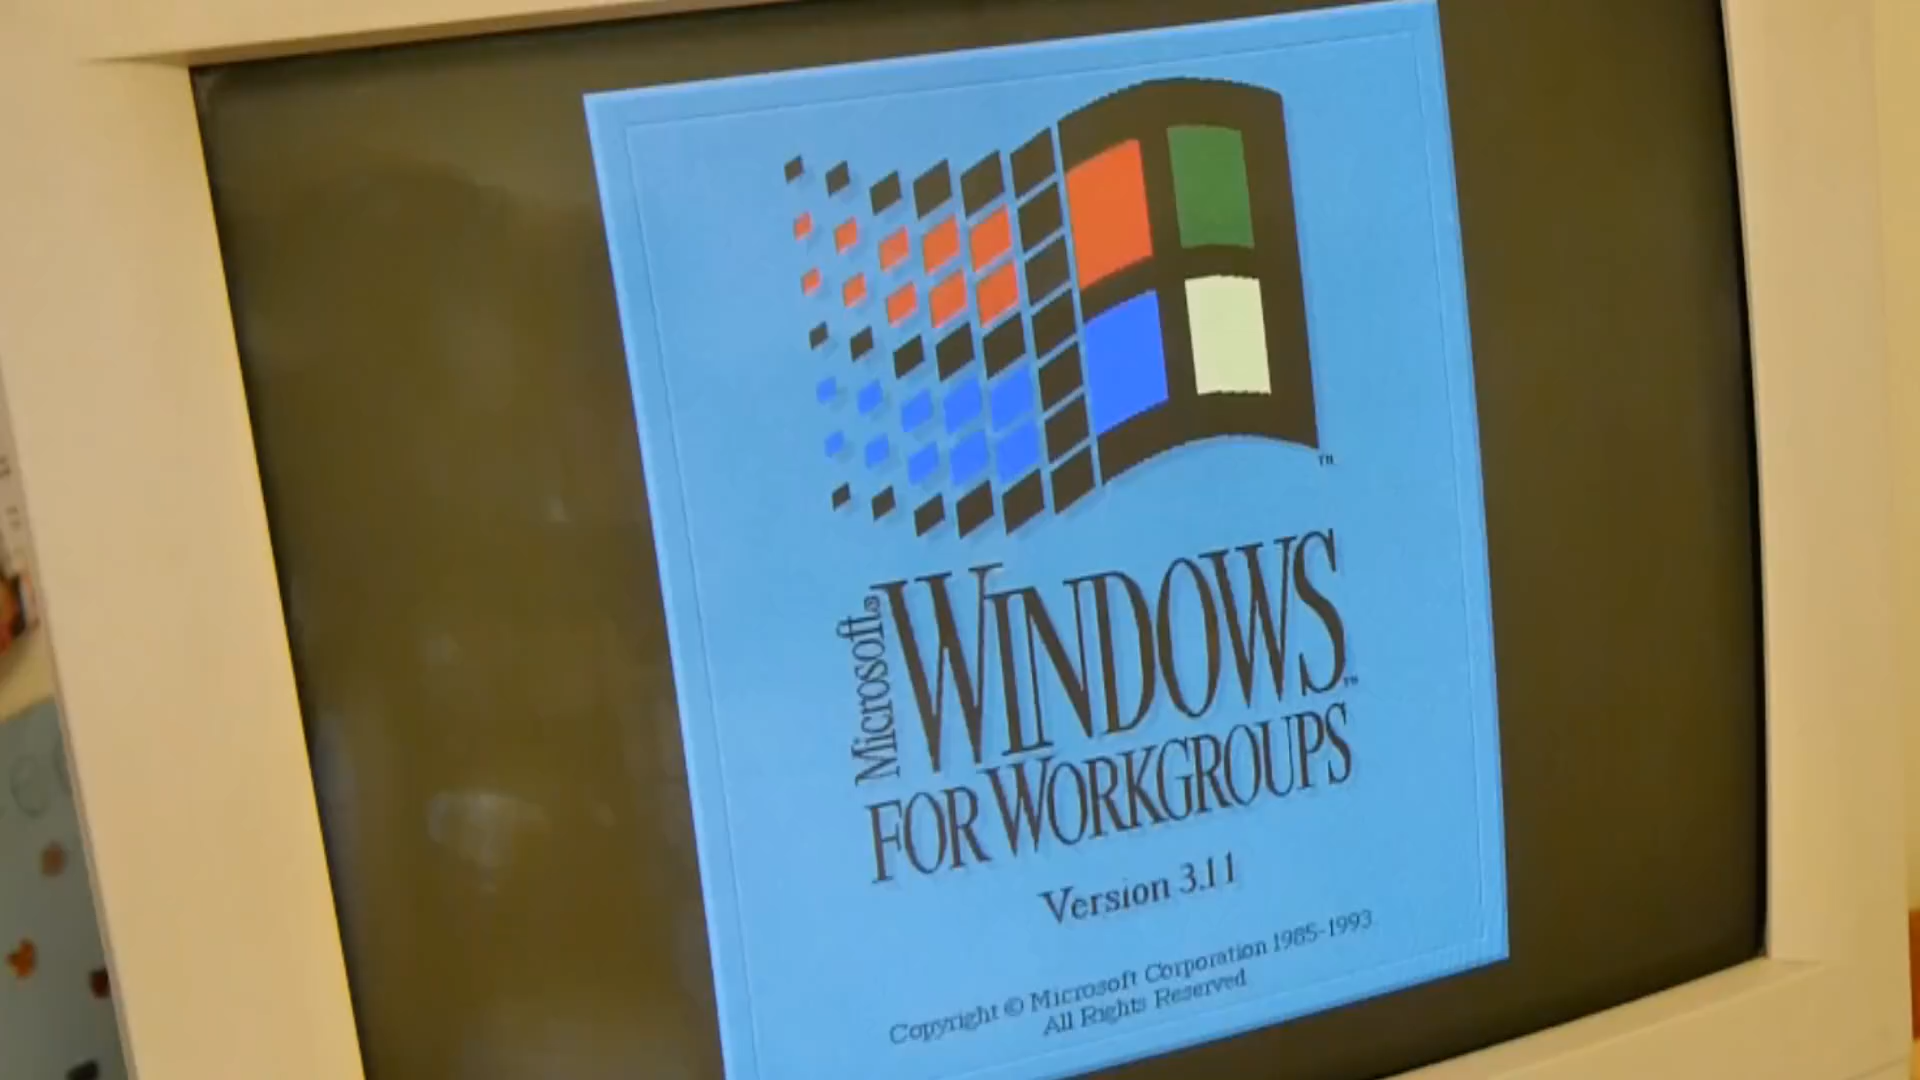 TM
Microsoft®
WINDOWS™
FOR WORKGROUPS
Version 3.11
Copyright © Microsoft Corporation 1985-1993
All Rights Reserved